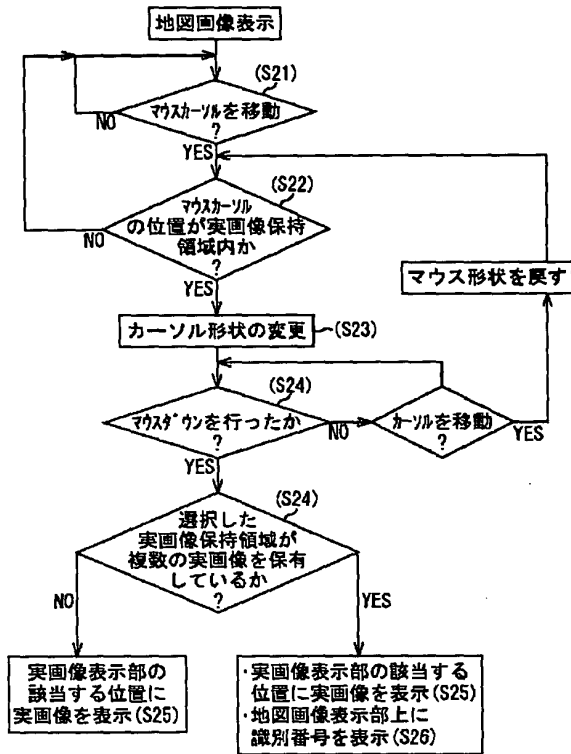 地図画像表示
(S21)
マウスカーソルを移動
?
NO
YES
(S22)
マウスカーソル
の位置が実画像保持
領域内か
?
NO
YES
マウス形状を戻す
カーソル形状の変更
(S23)
(S24)
マウスダウンを行ったか
?
NO
YES
カーソルを移動
?
YES
(S24)
選択した
実画像保持領域が
複数の実画像を保有
しているか
?
NO
YES
実画像表示部の
該当する位置に
実画像を表示(S25)
・実画像表示部の該当する
位置に実画像を表示(S25)
・地図画像表示部上に
識別番号を表示(S26)